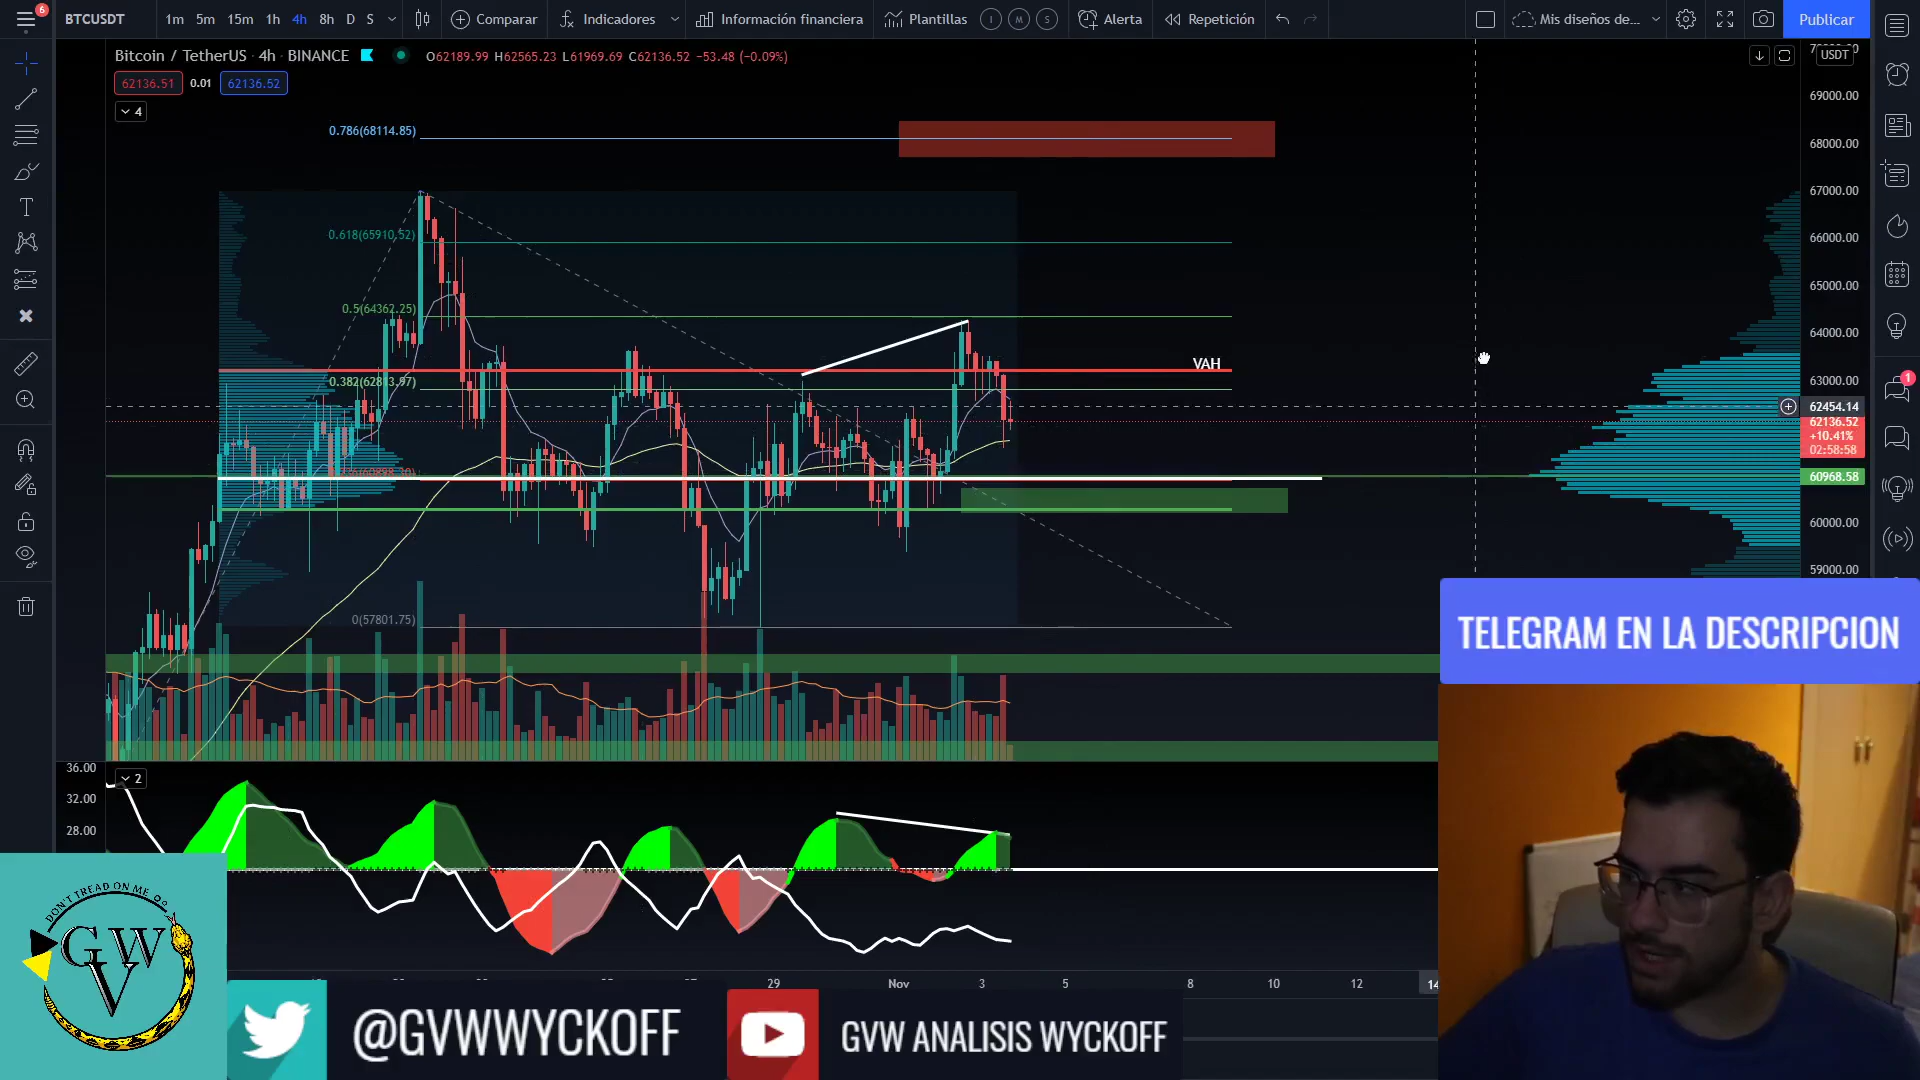 6
BTCUSDT
1m 5m 15m 1h 4h 8h D S
Comparar
Indicadores
Información financiera
Plantillas
I M S
Alerta
Repetición
Mis diseños de...
Publicar
Bitcoin / TetherUS · 4h · BINANCE
O62189.99 H62565.23 L61969.69 C62136.52 −53.48 (−0.09%)
62136.51 0.01 62136.52
4
USDT
69000.00
68000.00
67000.00
66000.00
65000.00
64000.00
63000.00
62454.14
62136.52
+10.41%
02:58:58
60968.58
60000.00
59000.00
0.786(68114.85)
0.618(65910.52)
0.5(64362.25)
VAH
0.382(62813.97)
0(57801.75)
1
TELEGRAM EN LA DESCRIPCION
36.00
32.00
28.00
2
29 Nov 3 5 8 10 12 14
DON'T TREAD ON ME
GVW
@GVWWYCKOFF
GVW ANALISIS WYCKOFF